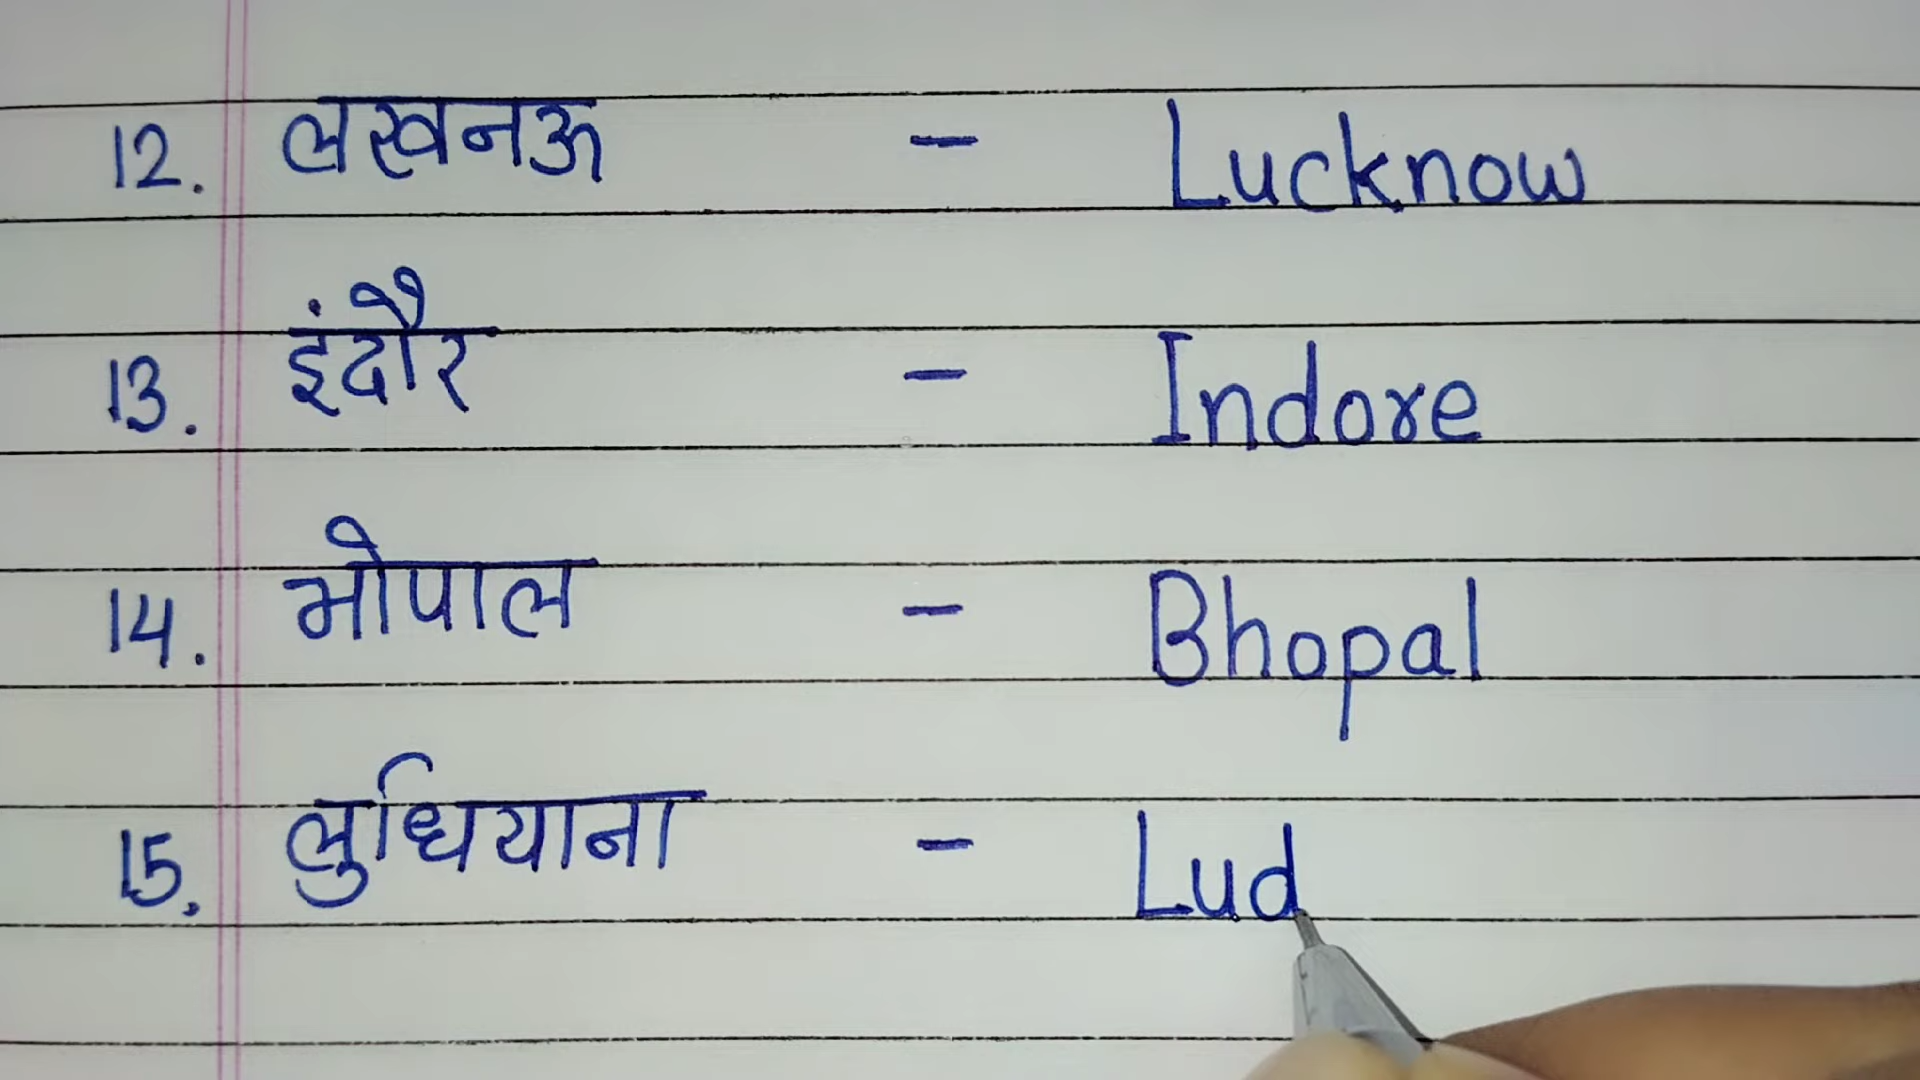 12. लखनऊ - Lucknow
13. इंदौर - Indore
14. भोपाल - Bhopal
15. लुधियाना - Lud